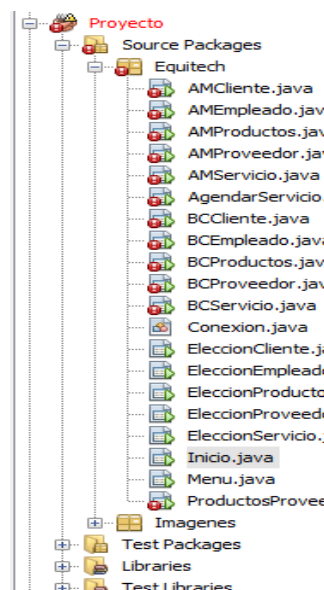 Proyecto
Source Packages
Equitech
AMCliente.java
AMEmpleado.jav
AMProductos.jav
AMProveedor.jav
AMServicio.java
AgendarServicio.
BCCliente.java
BCEmpleado.java
BCProductos.jav
BCProveedor.jav
BCServicio.java
Conexion.java
EleccionCliente.ja
EleccionEmpleado
EleccionProducto
EleccionProveedo
EleccionServicio.j
Inicio.java
Menu.java
ProductosProvee
Imagenes
Test Packages
Libraries
Test Libraries